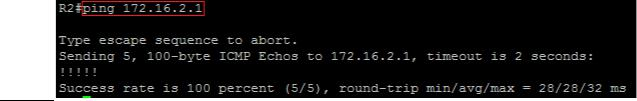 R2#ping 172.16.2.1
Type escape sequence to abort.
Sending 5, 100-byte ICMP Echos to 172.16.2.1, timeout is 2 seconds:
!!!!!
Success rate is 100 percent (5/5), round-trip min/avg/max = 28/28/32 ms